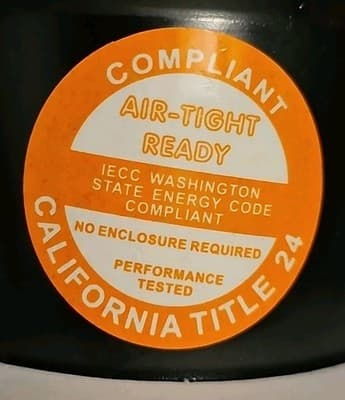 COMPLIANT
AIR-TIGHT
READY
IECC WASHINGTON
STATE ENERGY CODE
COMPLIANT
NO ENCLOSURE REQUIRED
PERFORMANCE
TESTED
CALIFORNIA TITLE 24